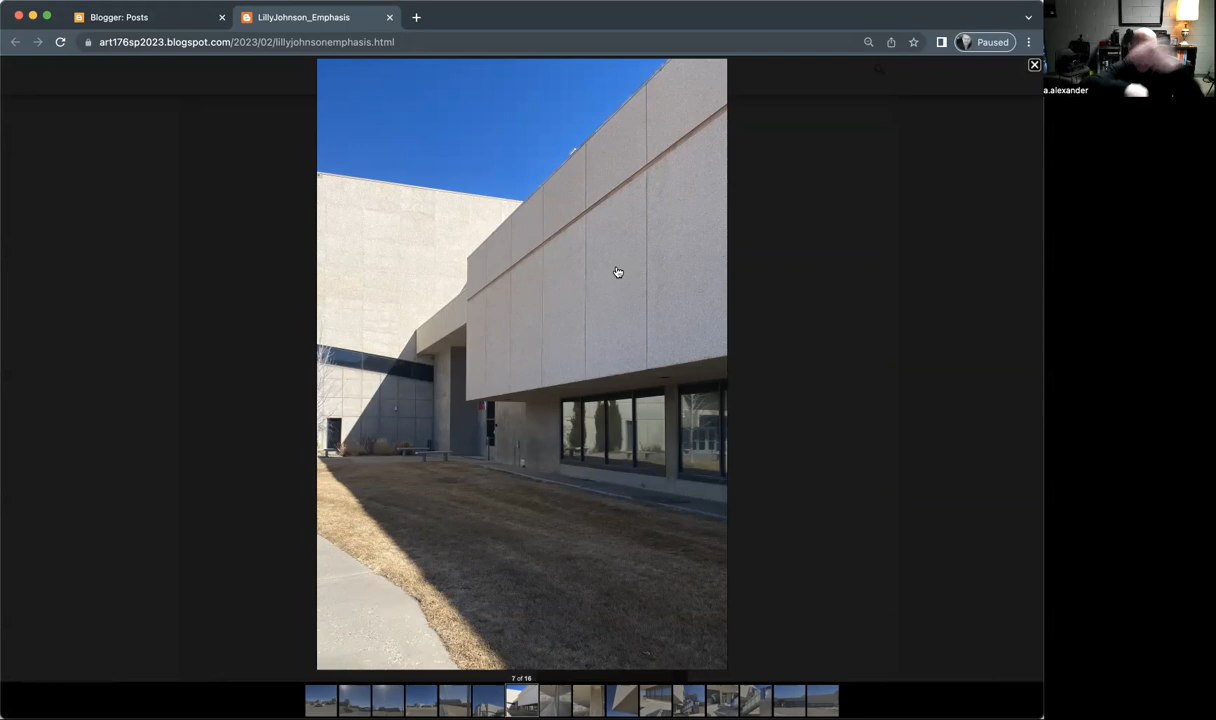 Blogger: Posts
LillyJohnson_Emphasis
art176sp2023.blogspot.com/2023/02/lillyjohnsonemphasis.html
Paused
a.alexander
7 of 16